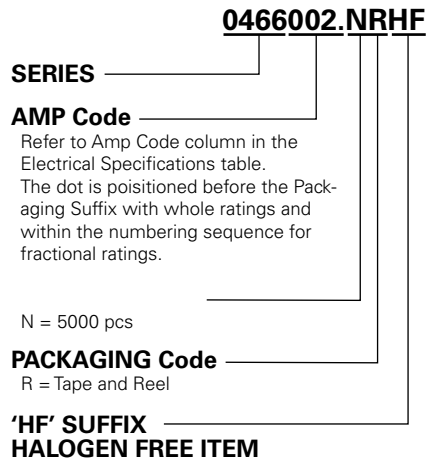 0466002.NRHF
SERIES
AMP Code
Refer to Amp Code column in the
Electrical Specifications table.
The dot is poisitioned before the Pack-
aging Suffix with whole ratings and
within the numbering sequence for
fractional ratings.
N = 5000 pcs
PACKAGING Code
R = Tape and Reel
'HF' SUFFIX
HALOGEN FREE ITEM